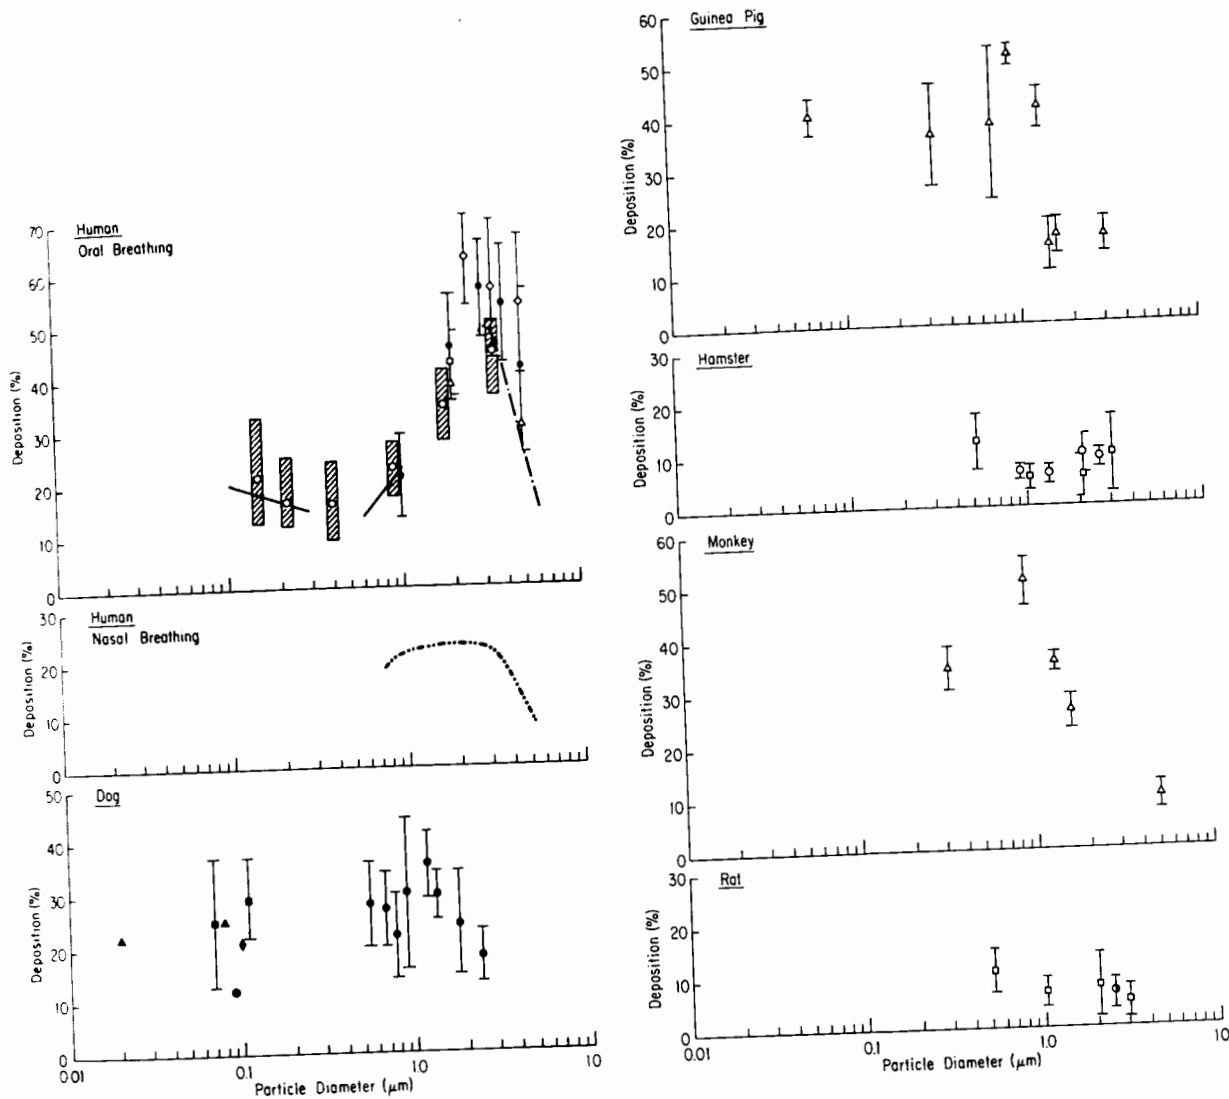 Human
Oral Breathing
Deposition (%)
70
60
50
40
30
20
10
0
Human
Nasal Breathing
Deposition (%)
30
20
10
0
Dog
Deposition (%)
50
40
30
20
10
0
0.01
0.1
1.0
10
Particle Diameter (μm)
Guinea Pig
Deposition (%)
60
50
40
30
20
10
0
Hamster
Deposition (%)
30
20
10
0
Monkey
Deposition (%)
60
50
40
30
20
10
0
Rat
Deposition (%)
30
20
10
0
0.01
0.1
1.0
10
Particle Diameter (μm)